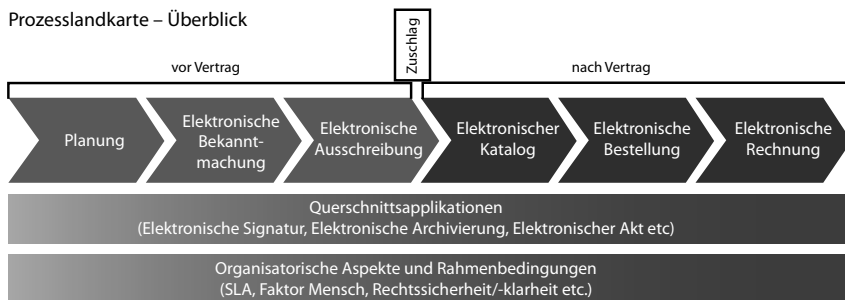 Prozesslandkarte – Überblick
Zuschlag
vor Vertrag
nach Vertrag
Planung
Elektronische
Bekannt-
machung
Elektronische
Ausschreibung
Elektronischer
Katalog
Elektronische
Bestellung
Elektronische
Rechnung
Querschnittsapplikationen
(Elektronische Signatur, Elektronische Archivierung, Elektronischer Akt etc)
Organisatorische Aspekte und Rahmenbedingungen
(SLA, Faktor Mensch, Rechtssicherheit/-klarheit etc.)